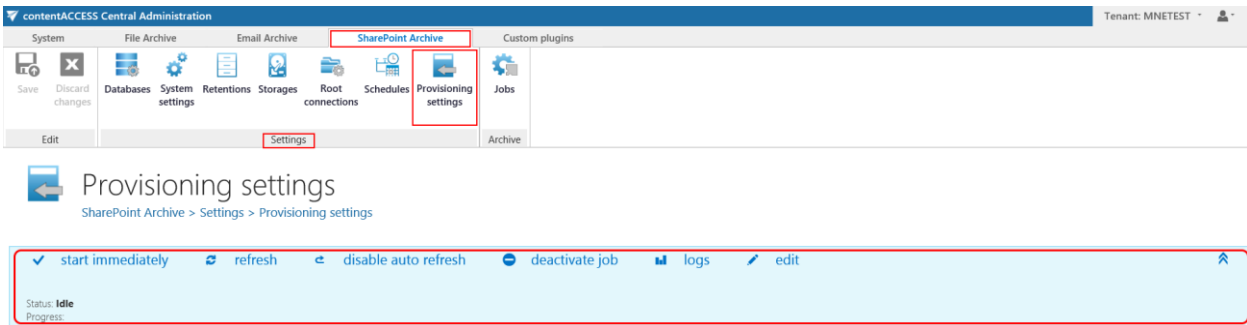 contentACCESS Central Administration Tenant: MNETEST
System File Archive Email Archive SharePoint Archive Custom plugins
Save Discard changes Databases System settings Retentions Storages Root connections Schedules Provisioning settings Jobs
Edit Settings Archive
Provisioning settings
SharePoint Archive > Settings > Provisioning settings
start immediately refresh disable auto refresh deactivate job logs edit
Status: Idle
Progress: